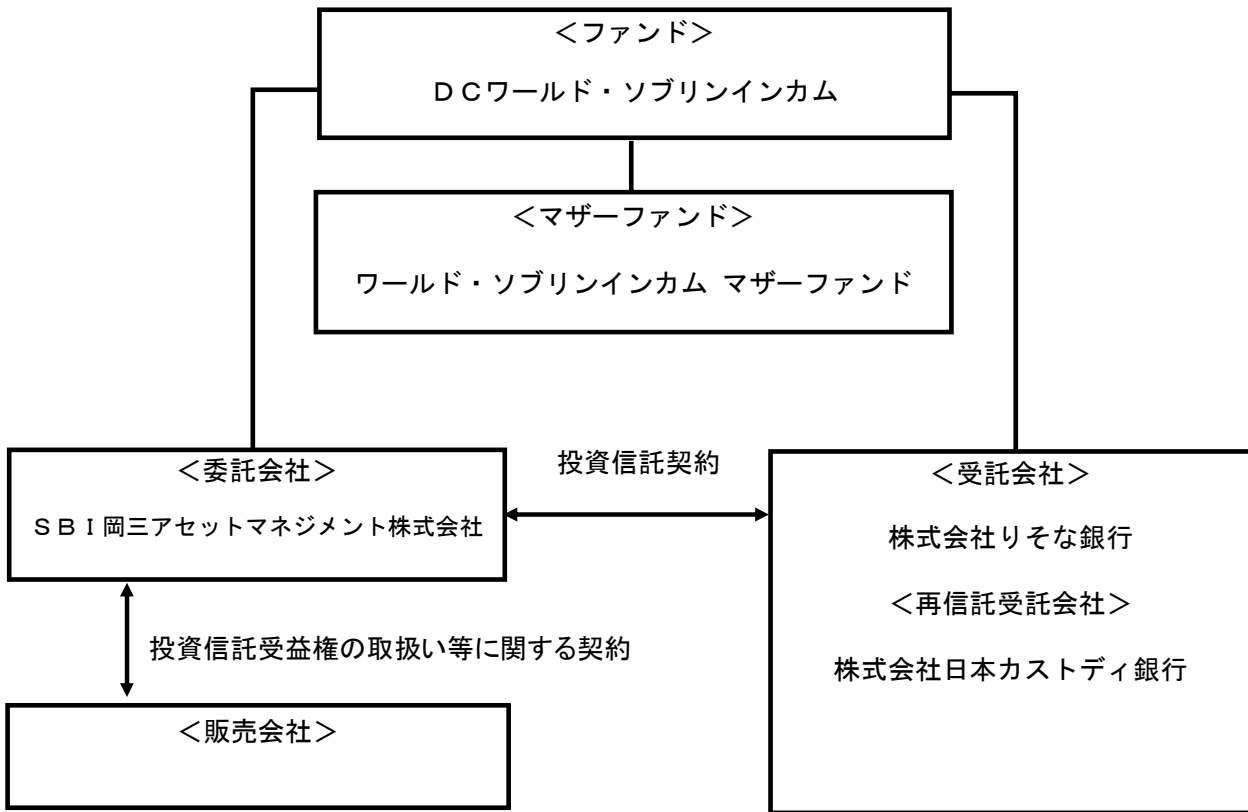 ＜ファンド＞
ＤＣワールド・ソブリンインカム
＜マザーファンド＞
ワールド・ソブリンインカム マザーファンド
＜委託会社＞
ＳＢＩ岡三アセットマネジメント株式会社
投資信託契約
＜受託会社＞
株式会社りそな銀行
＜再信託受託会社＞
株式会社日本カストディ銀行
投資信託受益権の取扱い等に関する契約
＜販売会社＞